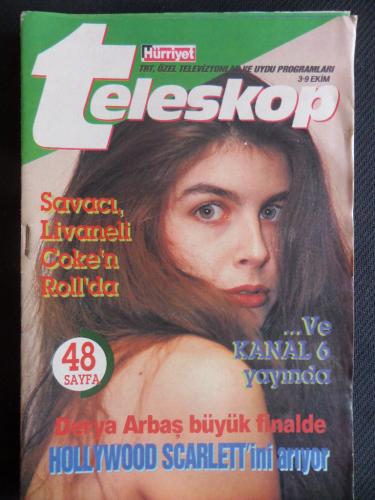 Hürriyet
TRT, ÖZEL TELEVİZYONLAR VE UYDU PROGRAMLARI
3-9 EKİM
teleskop
Savacı,
Livaneli
Coke'n
Roll'da
...Ve
KANAL 6
yayında
48
SAYFA
Derya Arbaş büyük finalde
HOLLYWOOD SCARLETT'ini arıyor